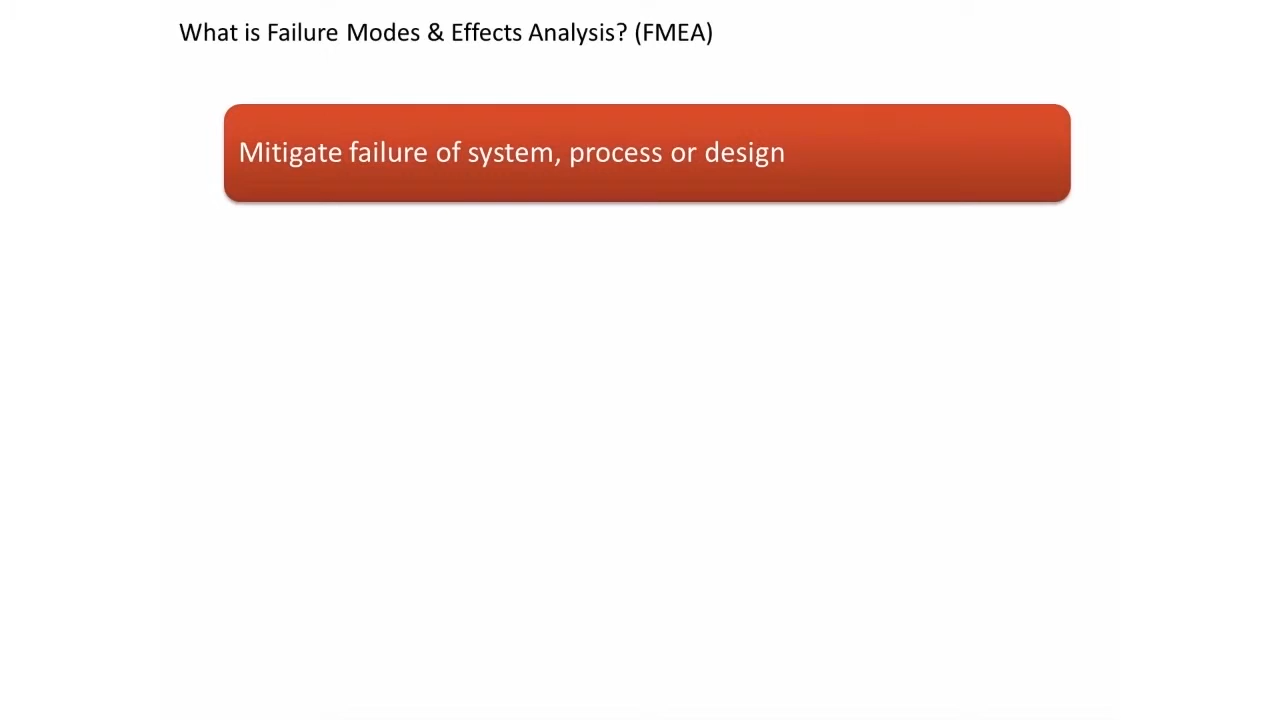 What is Failure Modes & Effects Analysis? (FMEA)
Mitigate failure of system, process or design